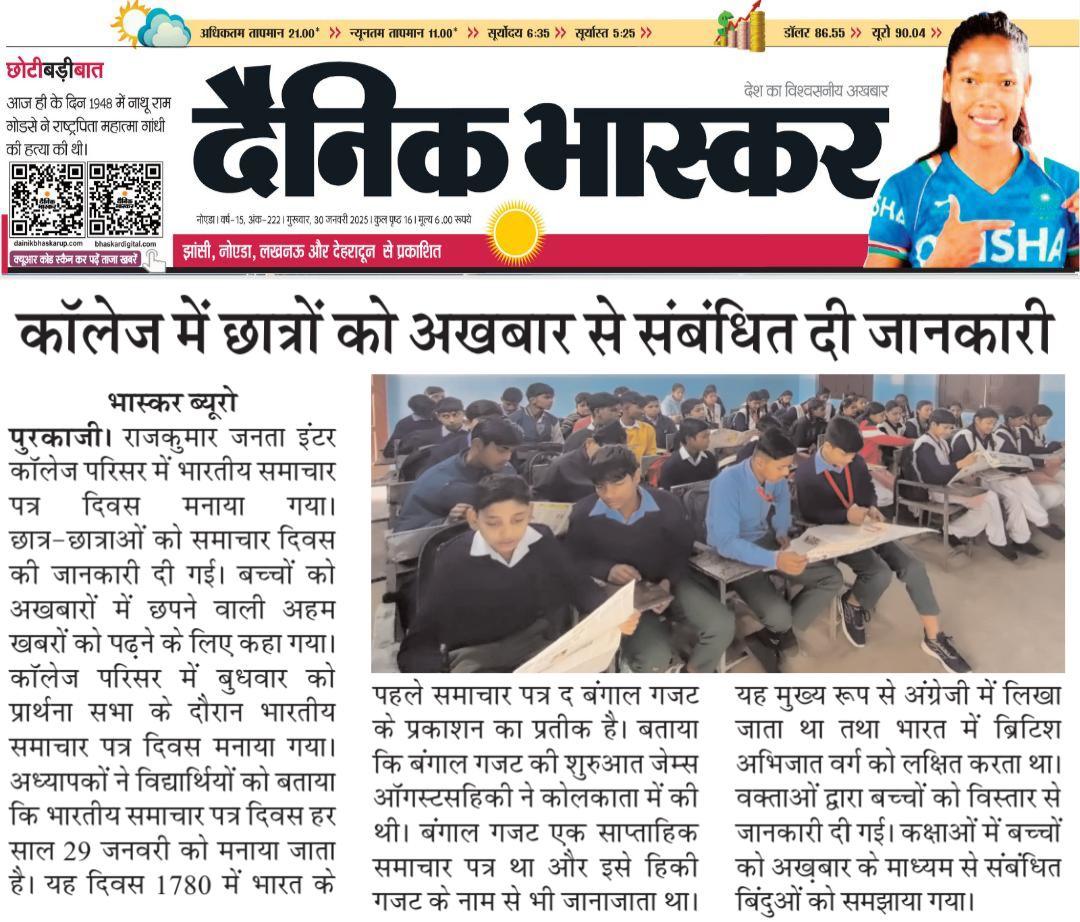 अधिकतम तापमान 21.00° >> न्यूनतम तापमान 11.00° >> सूर्योदय 6:35 >> सूर्यास्त 5:25 >>
डॉलर 86.55 >> यूरो 90.04 >>
छोटीबड़ीबात
आज ही के दिन 1948 में नाथू राम
गोडसे ने राष्ट्रपिता महात्मा गांधी
की हत्या की थी।
dainikbhaskarup.com
bhaskardigital.com
क्यूआर कोड स्कैन कर पढ़ें ताजा खबरें
देश का विश्वसनीय अखबार
दैनिक भास्कर
नोएडा। वर्ष-15, अंक-222। गुरूवार, 30 जनवरी 2025। कुल पृष्ठ 16। मूल्य 6.00 रूपये
झांसी, नोएडा, लखनऊ और देहरादून से प्रकाशित
कॉलेज में छात्रों को अखबार से संबंधित दी जानकारी
भास्कर ब्यूरो
पुरकाजी। राजकुमार जनता इंटर
कॉलेज परिसर में भारतीय समाचार
पत्र दिवस मनाया गया।
छात्र-छात्राओं को समाचार दिवस
की जानकारी दी गई। बच्चों को
अखबारों में छपने वाली अहम
खबरों को पढ़ने के लिए कहा गया।
कॉलेज परिसर में बुधवार को
प्रार्थना सभा के दौरान भारतीय
समाचार पत्र दिवस मनाया गया।
अध्यापकों ने विद्यार्थियों को बताया
कि भारतीय समाचार पत्र दिवस हर
साल 29 जनवरी को मनाया जाता
है। यह दिवस 1780 में भारत के
पहले समाचार पत्र द बंगाल गजट
के प्रकाशन का प्रतीक है। बताया
कि बंगाल गजट की शुरुआत जेम्स
ऑगस्टसहिकी ने कोलकाता में की
थी। बंगाल गजट एक साप्ताहिक
समाचार पत्र था और इसे हिकी
गजट के नाम से भी जानाजाता था।
यह मुख्य रूप से अंग्रेजी में लिखा
जाता था तथा भारत में ब्रिटिश
अभिजात वर्ग को लक्षित करता था।
वक्ताओं द्वारा बच्चों को विस्तार से
जानकारी दी गई। कक्षाओं में बच्चों
को अख़बार के माध्यम से संबंधित
बिंदुओं को समझाया गया।